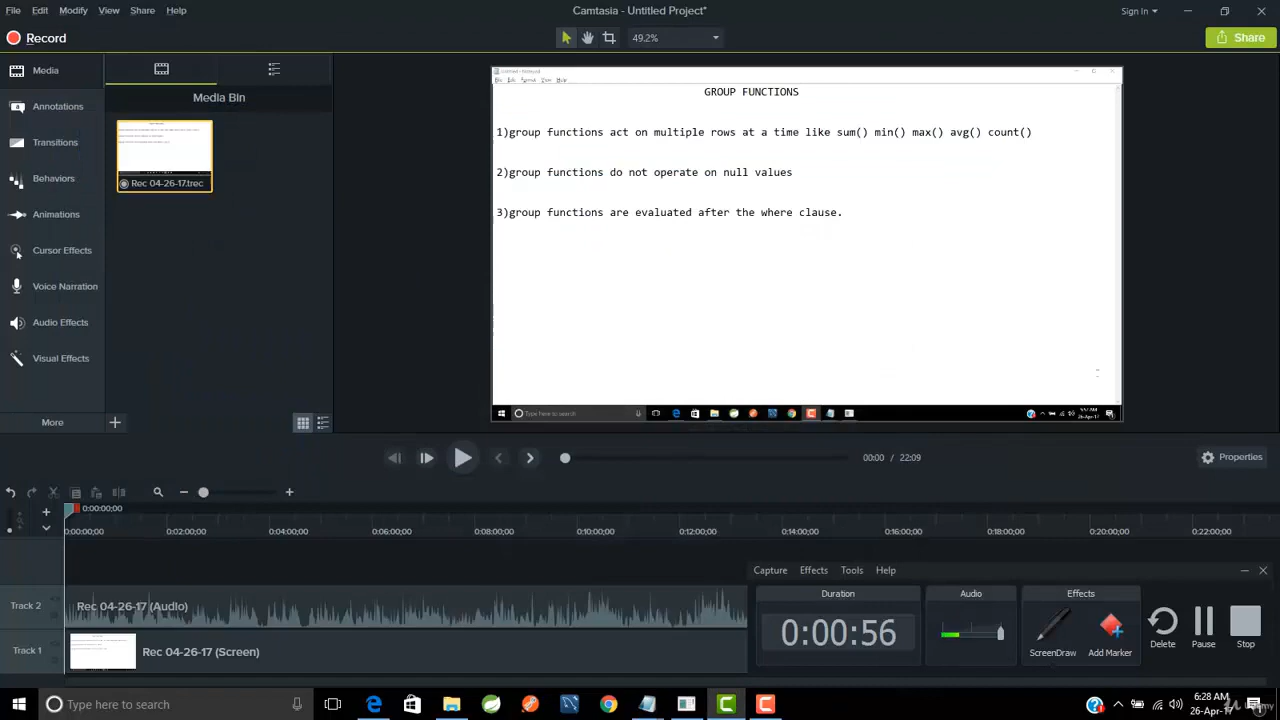 File Edit Modify View Share Help
Camtasia - Untitled Project*
Sign In
Record
49.2%
Share
Media
Annotations
Transitions
Behaviors
Animations
Cursor Effects
Voice Narration
Audio Effects
Visual Effects
More
Media Bin
Rec 04-26-17.trec
GROUP FUNCTIONS
1)group functions act on multiple rows at a time like sum() min() max() avg() count()
2)group functions do not operate on null values
3)group functions are evaluated after the where clause.
Type here to search
00:00 / 22:09
Properties
0:00:00;00
0:00:00;00 0:02:00;00 0:04:00;00 0:06:00;00 0:08:00;00 0:10:00;00 0:12:00;00 0:14:00;00 0:16:00;00 0:18:00;00 0:20:00;00 0:22:00;00
Track 2
Rec 04-26-17 (Audio)
Track 1
Rec 04-26-17 (Screen)
Capture Effects Tools Help
Duration Audio Effects
0:00:56
ScreenDraw Add Marker Delete Pause Stop
Type here to search
6:28 AM
26-Apr-17